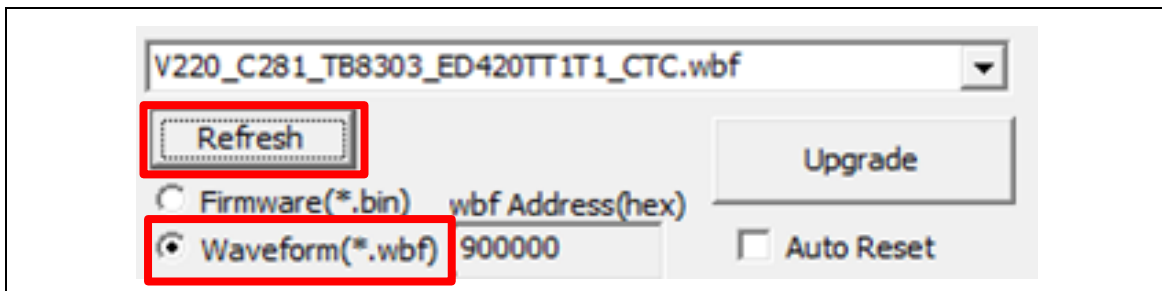 V220_C281_TB8303_ED420TT1T1_CTC.wbf
Refresh
Upgrade
Firmware(*.bin) wbf Address(hex)
Waveform(*.wbf) 900000 Auto Reset